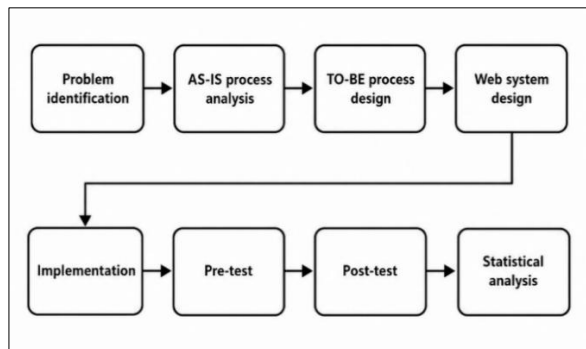 Problem
identification
AS-IS process
analysis
TO-BE process
design
Web system
design
Implementation
Pre-test
Post-test
Statistical
analysis